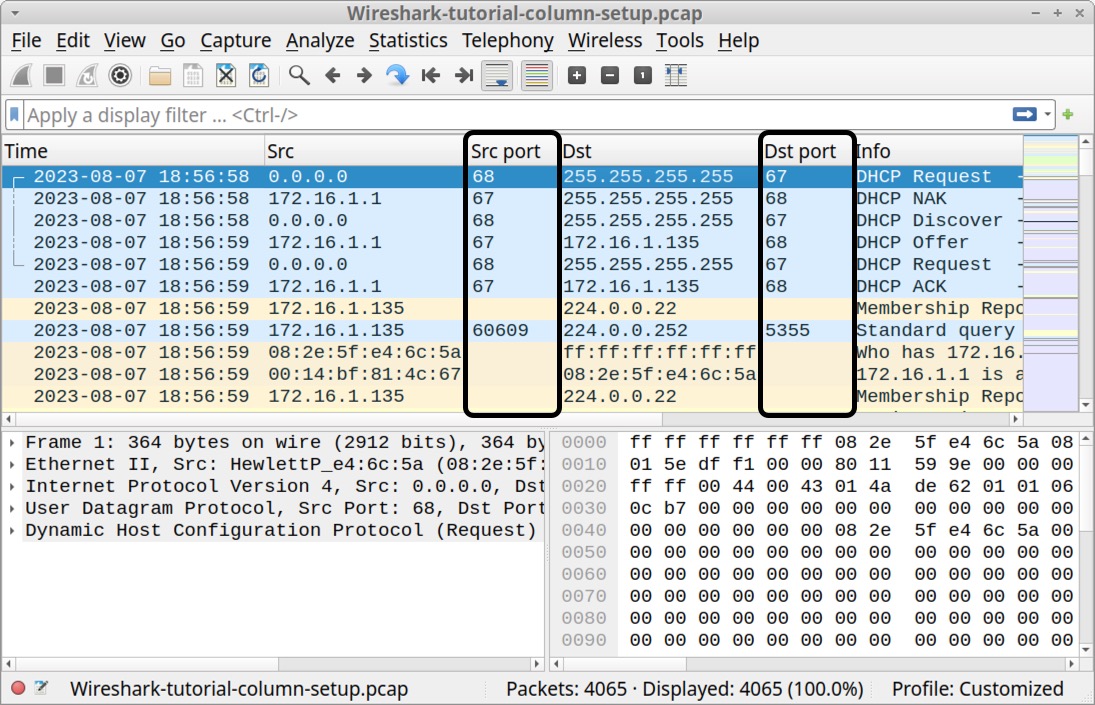 Wireshark-tutorial-column-setup.pcap
File Edit View Go Capture Analyze Statistics Telephony Wireless Tools Help
Apply a display filter ... <Ctrl-/>
Time Src Src port Dst Dst port Info
2023-08-07 18:56:58 0.0.0.0 68 255.255.255.255 67 DHCP Request -
2023-08-07 18:56:58 172.16.1.1 67 255.255.255.255 68 DHCP NAK -
2023-08-07 18:56:58 0.0.0.0 68 255.255.255.255 67 DHCP Discover -
2023-08-07 18:56:59 172.16.1.1 67 172.16.1.135 68 DHCP Offer -
2023-08-07 18:56:59 0.0.0.0 68 255.255.255.255 67 DHCP Request -
2023-08-07 18:56:59 172.16.1.1 67 172.16.1.135 68 DHCP ACK -
2023-08-07 18:56:59 172.16.1.135 224.0.0.22 Membership Repo
2023-08-07 18:56:59 172.16.1.135 60609 224.0.0.252 5355 Standard query
2023-08-07 18:56:59 08:2e:5f:e4:6c:5a ff:ff:ff:ff:ff:ff Who has 172.16.
2023-08-07 18:56:59 00:14:bf:81:4c:67 08:2e:5f:e4:6c:5a 172.16.1.1 is a
2023-08-07 18:56:59 172.16.1.135 224.0.0.22 Membership Repo
Frame 1: 364 bytes on wire (2912 bits), 364 by
Ethernet II, Src: HewlettP_e4:6c:5a (08:2e:5f:
Internet Protocol Version 4, Src: 0.0.0.0, Dst
User Datagram Protocol, Src Port: 68, Dst Port
Dynamic Host Configuration Protocol (Request)
0000 ff ff ff ff ff ff 08 2e 5f e4 6c 5a 08
0010 01 5e df f1 00 00 80 11 59 9e 00 00 00
0020 ff ff 00 44 00 43 01 4a de 62 01 01 06
0030 0c b7 00 00 00 00 00 00 00 00 00 00 00
0040 00 00 00 00 00 00 08 2e 5f e4 6c 5a 00
0050 00 00 00 00 00 00 00 00 00 00 00 00 00
0060 00 00 00 00 00 00 00 00 00 00 00 00 00
0070 00 00 00 00 00 00 00 00 00 00 00 00 00
0080 00 00 00 00 00 00 00 00 00 00 00 00 00
0090 00 00 00 00 00 00 00 00 00 00 00 00 00
Wireshark-tutorial-column-setup.pcap Packets: 4065 · Displayed: 4065 (100.0%) Profile: Customized